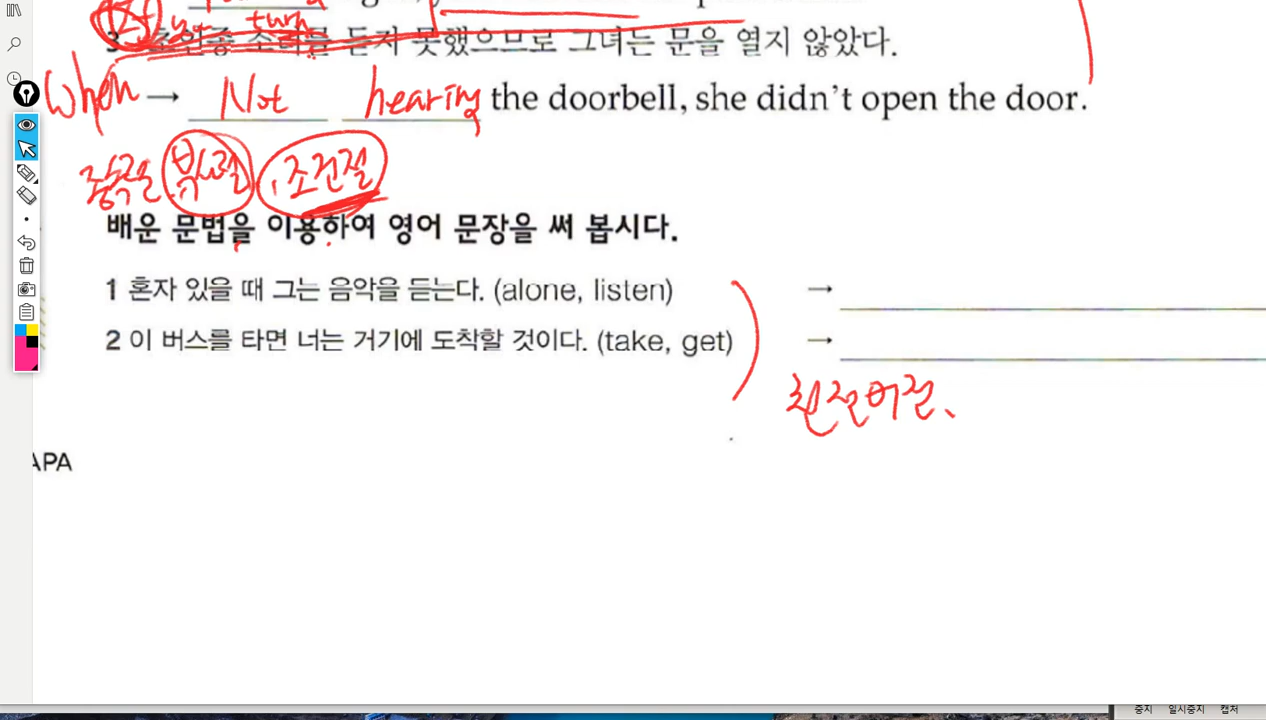 turn
3 초인종 소리를 듣지 못했으므로 그녀는 문을 열지 않았다.
When → Not hearing the doorbell, she didn't open the door.
종속은 부사절, 조건절
배운 문법을 이용하여 영어 문장을 써 봅시다.
1 혼자 있을 때 그는 음악을 듣는다. (alone, listen) →
2 이 버스를 타면 너는 거기에 도착할 것이다. (take, get) →
친절버전.
APA
중지 일시중지 캡처